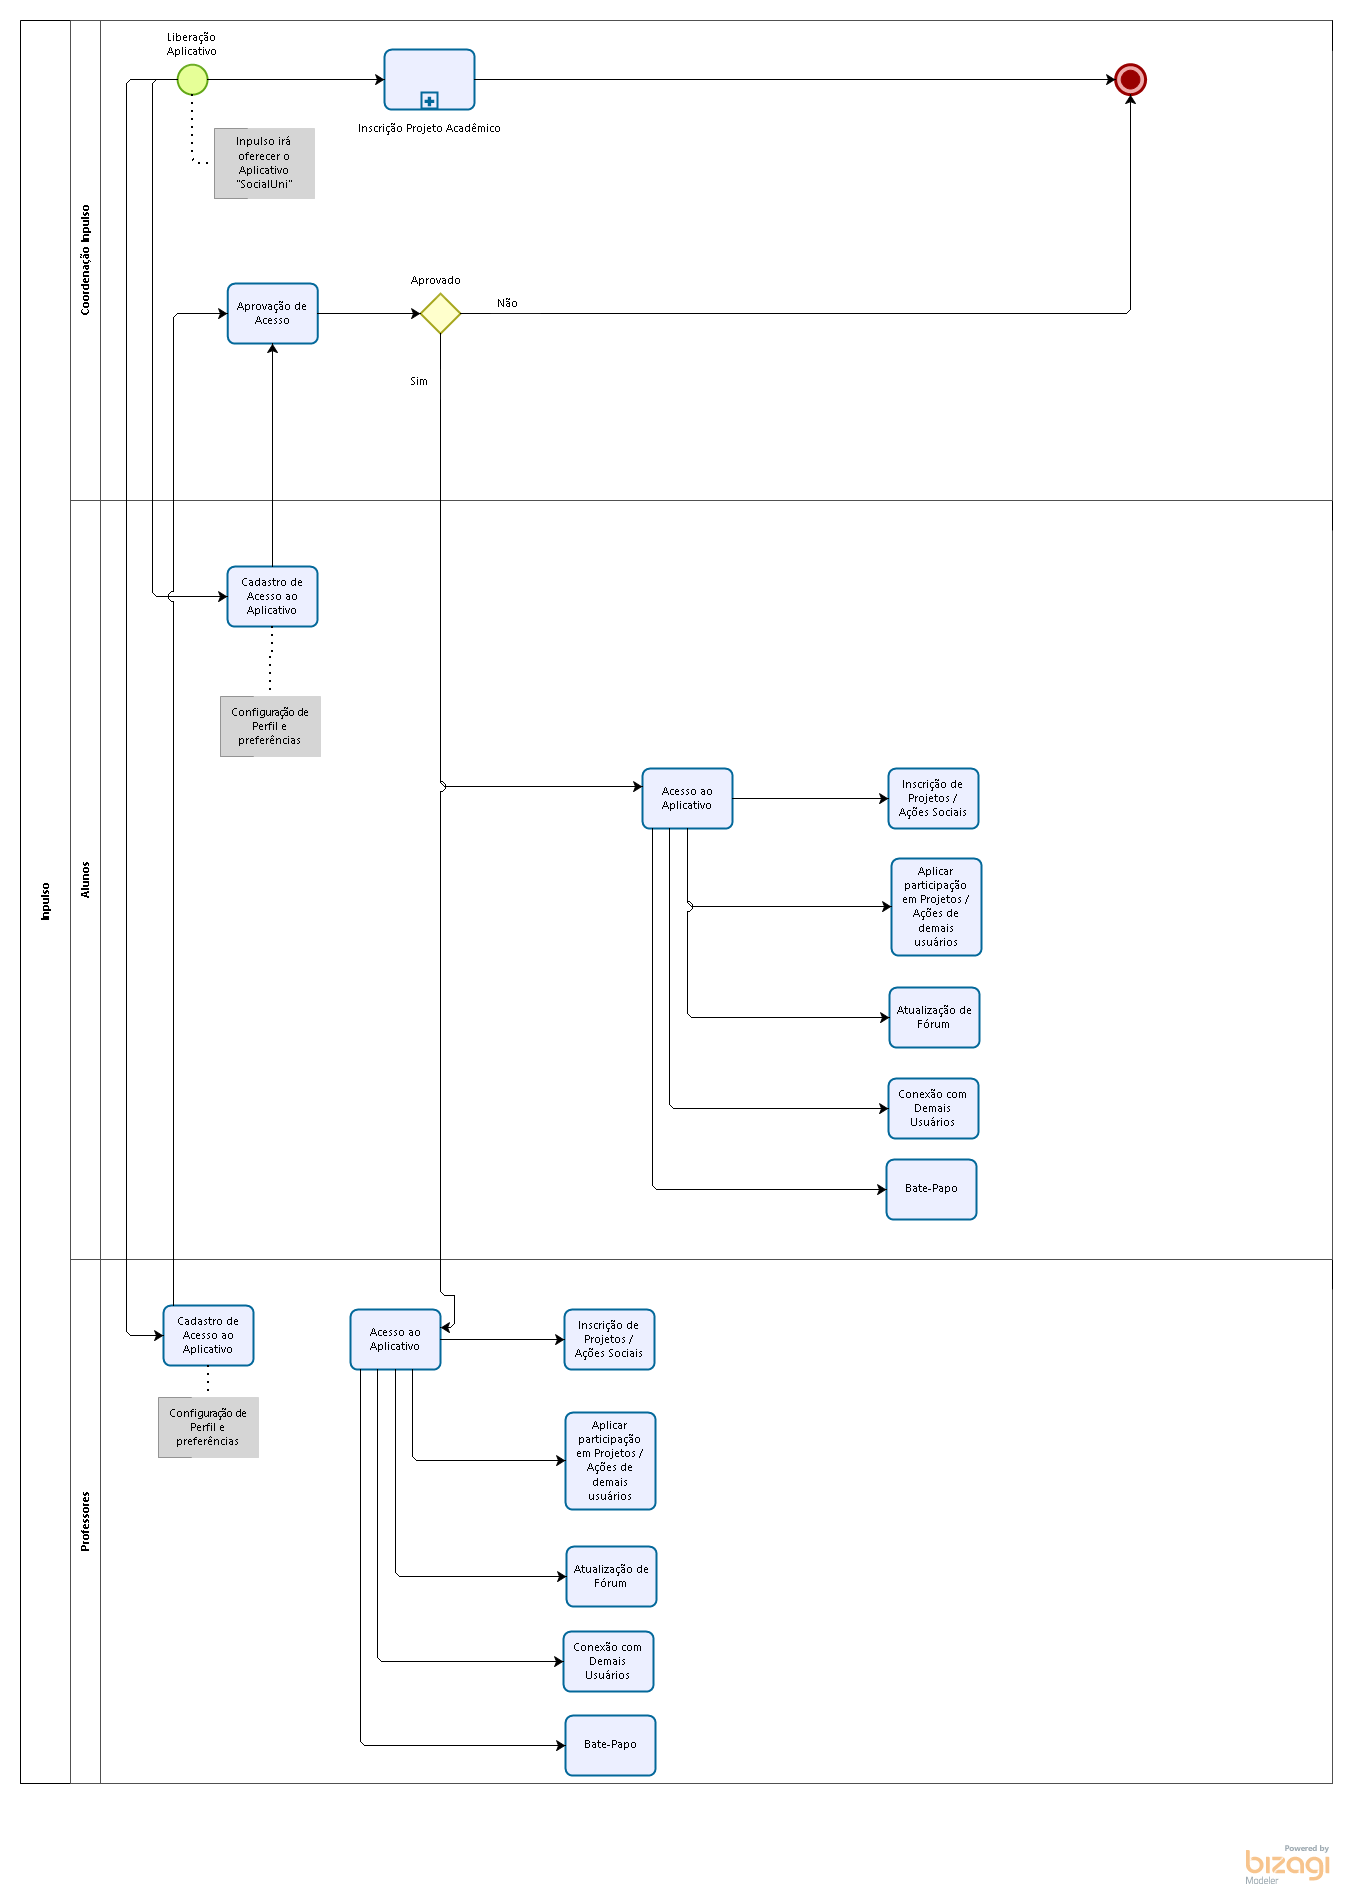 Liberação
Aplicativo
Inscrição Projeto Acadêmico
Inpulso irá
oferecer o
Aplicativo
"SocialUni"
Coordenação Inpulso
Aprovado
Aprovação de
Acesso
Não
Sim
Inpulso
Alunos
Cadastro de
Acesso ao
Aplicativo
Configuração de
Perfil e
preferências
Acesso ao
Aplicativo
Inscrição de
Projetos /
Ações Sociais
Aplicar
participação
em Projetos /
Ações de
demais
usuários
Atualização de
Fórum
Conexão com
Demais
Usuários
Bate-Papo
Professores
Cadastro de
Acesso ao
Aplicativo
Configuração de
Perfil e
preferências
Acesso ao
Aplicativo
Inscrição de
Projetos /
Ações Sociais
Aplicar
participação
em Projetos /
Ações de
demais
usuários
Atualização de
Fórum
Conexão com
Demais
Usuários
Bate-Papo
Powered by
bizagi
Modeler